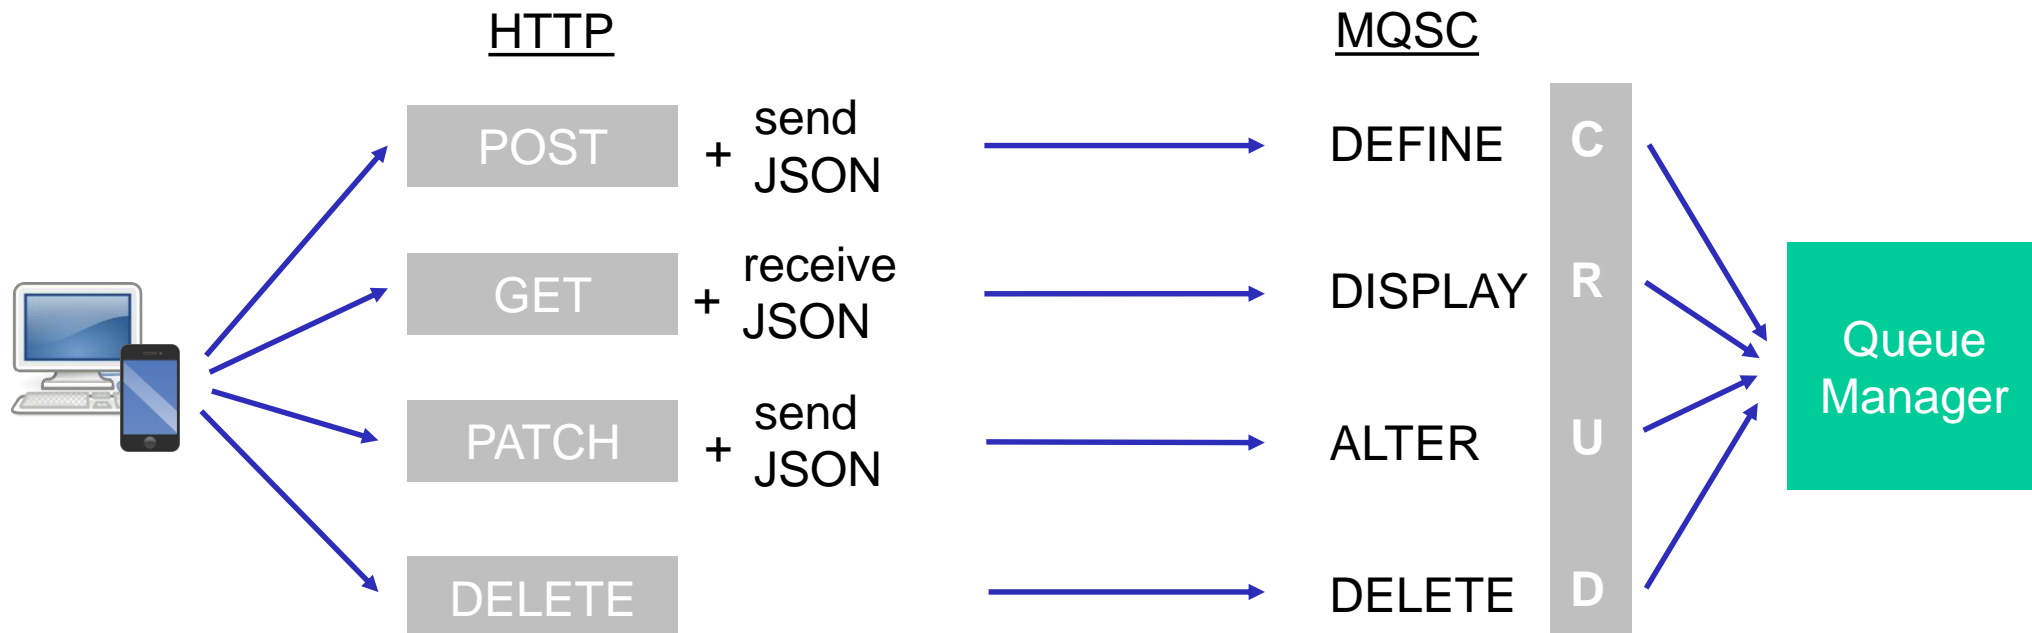 HTTP MQSC
POST + send JSON DEFINE C
GET + receive JSON DISPLAY R
PATCH + send JSON ALTER U
DELETE DELETE D
Queue
Manager